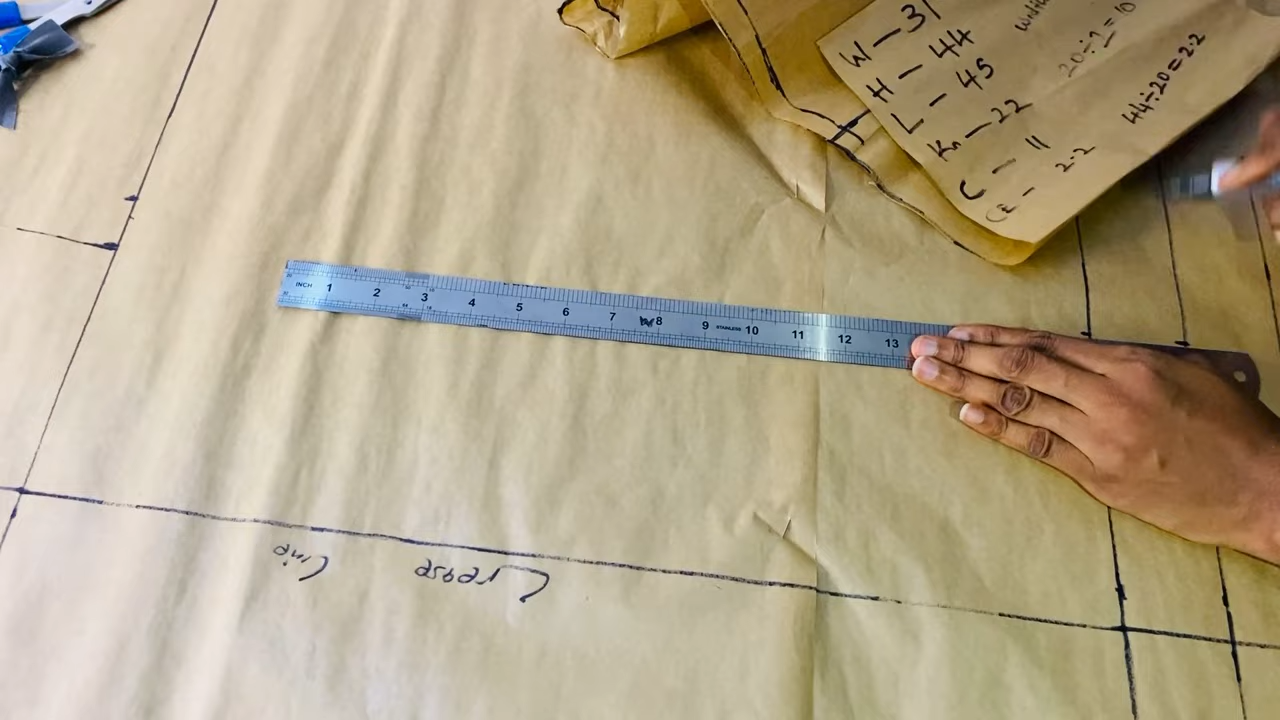 W - 31
H - 44
L - 45
Kn - 22
C - 11
2.2
20÷2=10
44÷20=2.2
INCH 1 2 3 4 5 6 7 8 9 STAINLESS 10 11 12 13
Crease Line